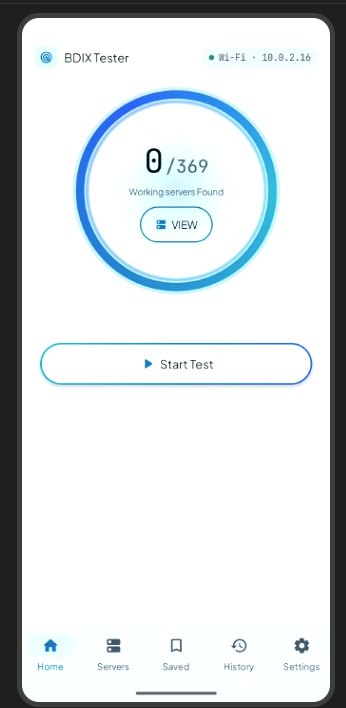 BDIX Tester
Wi-Fi · 10.0.2.16
0/369
Working servers Found
VIEW
Start Test
Home Servers Saved History Settings